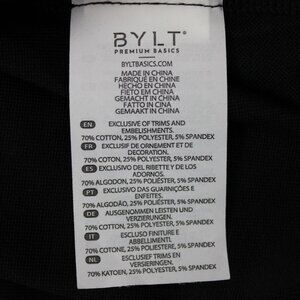 BYLT
PREMIUM BASICS
BYLTBASICS.COM
MADE IN CHINA
FABRIQUÉ EN CHINE
HECHO EN CHINA
FIETO EM CHINA
GEMACHT IN CHINA
FATTO IN CINA
GEMAAKT IN CHINA
EN EXCLUSIVE OF TRIMS AND
EMBELISHMENTS.
70% COTTON, 25% POLYESTER, 5% SPANDEX
FR EXCLUSIF DE ORNEMENT ET DE
DECORATION.
70% COTON, 25% POLYESTER, 5% SPANDEX
ES EXCLUSIVO DEL RIBETTE Y DE LOS
ADORNOS.
70% ALGODON, 25% POLIÉSTER, 5% SPANDEX
PT EXCLUSIVO DAS GUARNIÇÕES E
ENFEITES.
70% ALGODÃO, 25% POLIÉSTER, 5% SPANDEX
DE AUSGENOMMEN LEISTEN UND
VERZIERUNGEN.
70% COTTON, 25% POLYESTER, 5% SPANDEX
IT ESCLUSO FINITURE E
ABBELLIMENTI.
70% COTONE, 25% POLIESTERE, 5% SPANDEX
NL EXCLUSIEF TRIMS EN
VERSIERINGEN.
70% KATOEN, 25% POLYESTER, 5% SPANDEX